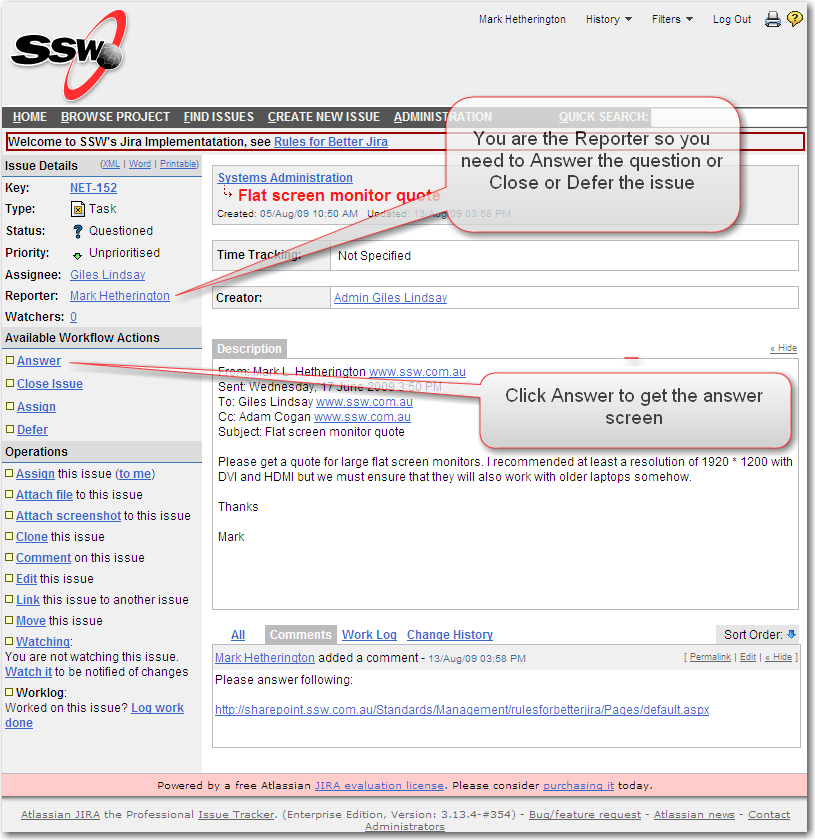 SSW
Mark Hetherington History Filters Log Out
HOME BROWSE PROJECT FIND ISSUES CREATE NEW ISSUE ADMINISTRATION QUICK SEARCH:
Welcome to SSW's Jira Implementatation, see Rules for Better Jira
You are the Reporter so you
need to Answer the question or
Close or Defer the issue
Issue Details (XML | Word | Printable)
Key: NET-152
Type: Task
Status: Questioned
Priority: Unprioritised
Assignee: Giles Lindsay
Reporter: Mark Hetherington
Watchers: 0
Available Workflow Actions
Answer
Close Issue
Assign
Defer
Operations
Assign this issue (to me)
Attach file to this issue
Attach screenshot to this issue
Clone this issue
Comment on this issue
Edit this issue
Link this issue to another issue
Move this issue
Watching:
You are not watching this issue.
Watch it to be notified of changes
Worklog:
Worked on this issue? Log work
done
Systems Administration
Flat screen monitor quote
Created: 05/Aug/09 10:50 AM Updated: 13/Aug/09 03:58 PM
Time Tracking: Not Specified
Creator: Admin Giles Lindsay
Description « Hide
From: Mark L. Hetherington www.ssw.com.au
Sent: Wednesday, 17 June 2009 3:50 PM
To: Giles Lindsay www.ssw.com.au
Cc: Adam Cogan www.ssw.com.au
Subject: Flat screen monitor quote
Click Answer to get the answer
screen
Please get a quote for large flat screen monitors. I recommended at least a resolution of 1920 * 1200 with
DVI and HDMI but we must ensure that they will also work with older laptops somehow.
Thanks
Mark
All Comments Work Log Change History Sort Order:
Mark Hetherington added a comment - 13/Aug/09 03:58 PM [ Permalink | Edit | « Hide ]
Please answer following:
http://sharepoint.ssw.com.au/Standards/Management/rulesforbetterjira/Pages/default.aspx
Powered by a free Atlassian JIRA evaluation license. Please consider purchasing it today.
Atlassian JIRA the Professional Issue Tracker. (Enterprise Edition, Version: 3.13.4-#354) - Bug/feature request - Atlassian news - Contact
Administrators